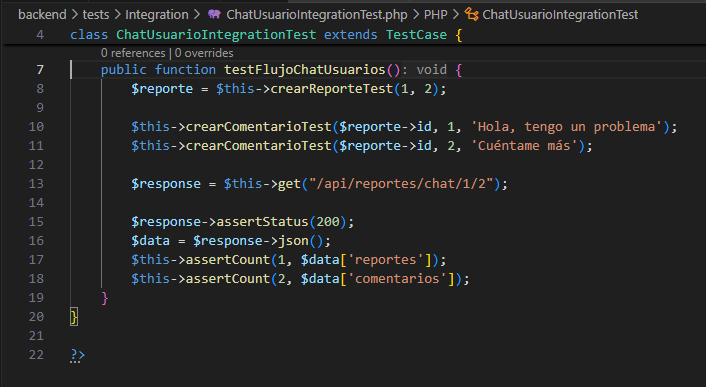 backend > tests > Integration > ChatUsuarioIntegrationTest.php > PHP > ChatUsuarioIntegrationTest
4 class ChatUsuarioIntegrationTest extends TestCase {
0 references | 0 overrides
7 public function testFlujoChatUsuarios(): void {
8 $reporte = $this->crearReporteTest(1, 2);
9
10 $this->crearComentarioTest($reporte->id, 1, 'Hola, tengo un problema');
11 $this->crearComentarioTest($reporte->id, 2, 'Cuéntame más');
12
13 $response = $this->get("/api/reportes/chat/1/2");
14
15 $response->assertStatus(200);
16 $data = $response->json();
17 $this->assertCount(1, $data['reportes']);
18 $this->assertCount(2, $data['comentarios']);
19 }
20 }
21
22 ?>